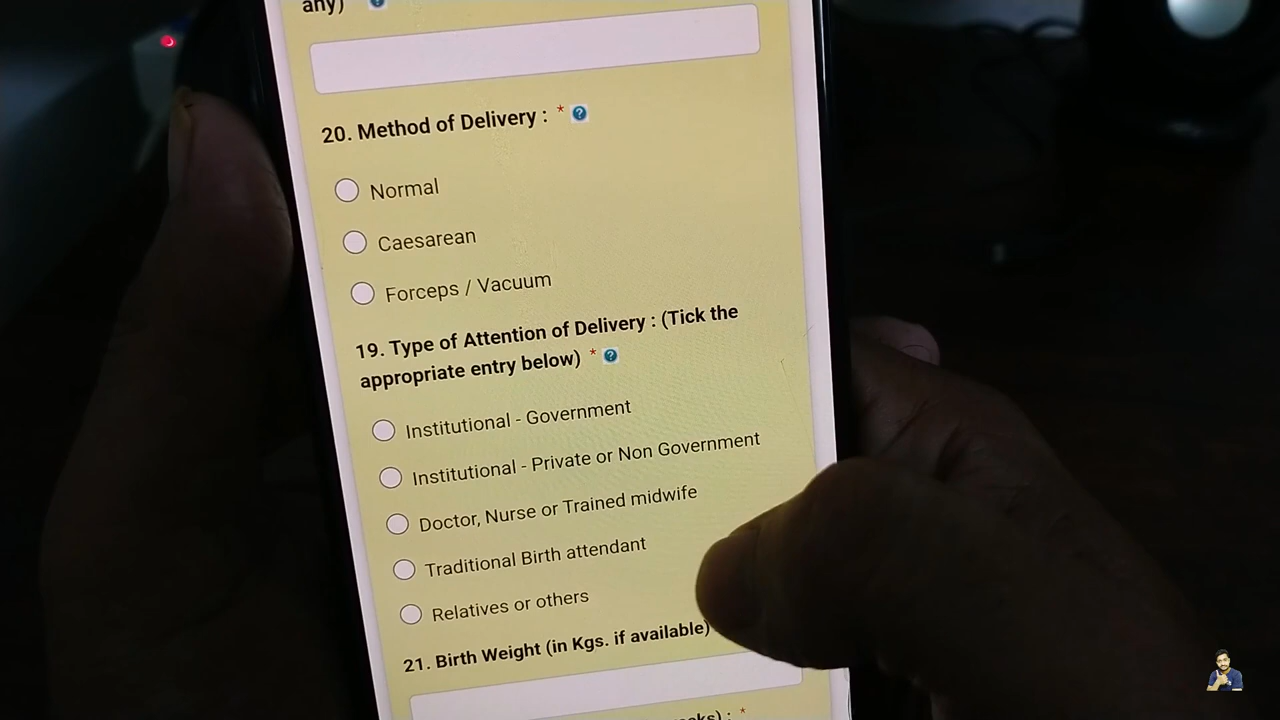 any)
20. Method of Delivery : *
Normal
Caesarean
Forceps / Vacuum
19. Type of Attention of Delivery : (Tick the
appropriate entry below) *
Institutional - Government
Institutional - Private or Non Government
Doctor, Nurse or Trained midwife
Traditional Birth attendant
Relatives or others
21. Birth Weight (in Kgs. if available)